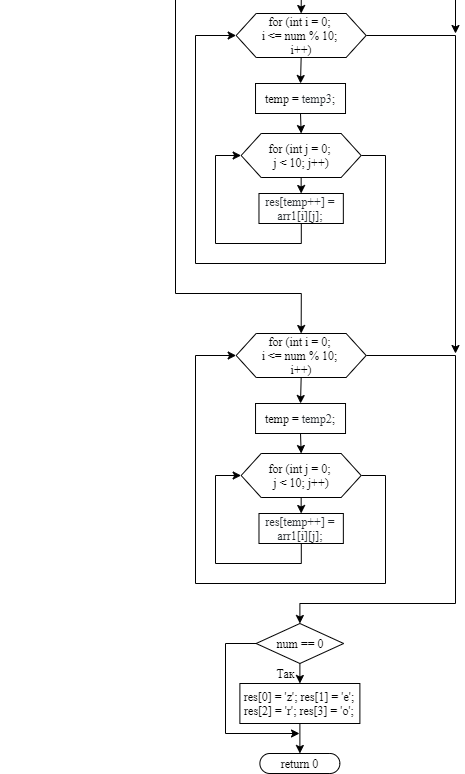 for (int i = 0;
i <= num % 10;
i++)
temp = temp3;
for (int j = 0;
j < 10; j++)
res[temp++] =
arr1[i][j];
for (int i = 0;
i <= num % 10;
i++)
temp = temp2;
for (int j = 0;
j < 10; j++)
res[temp++] =
arr1[i][j];
num == 0
Так
res[0] = 'z'; res[1] = 'e';
res[2] = 'r'; res[3] = 'o';
return 0